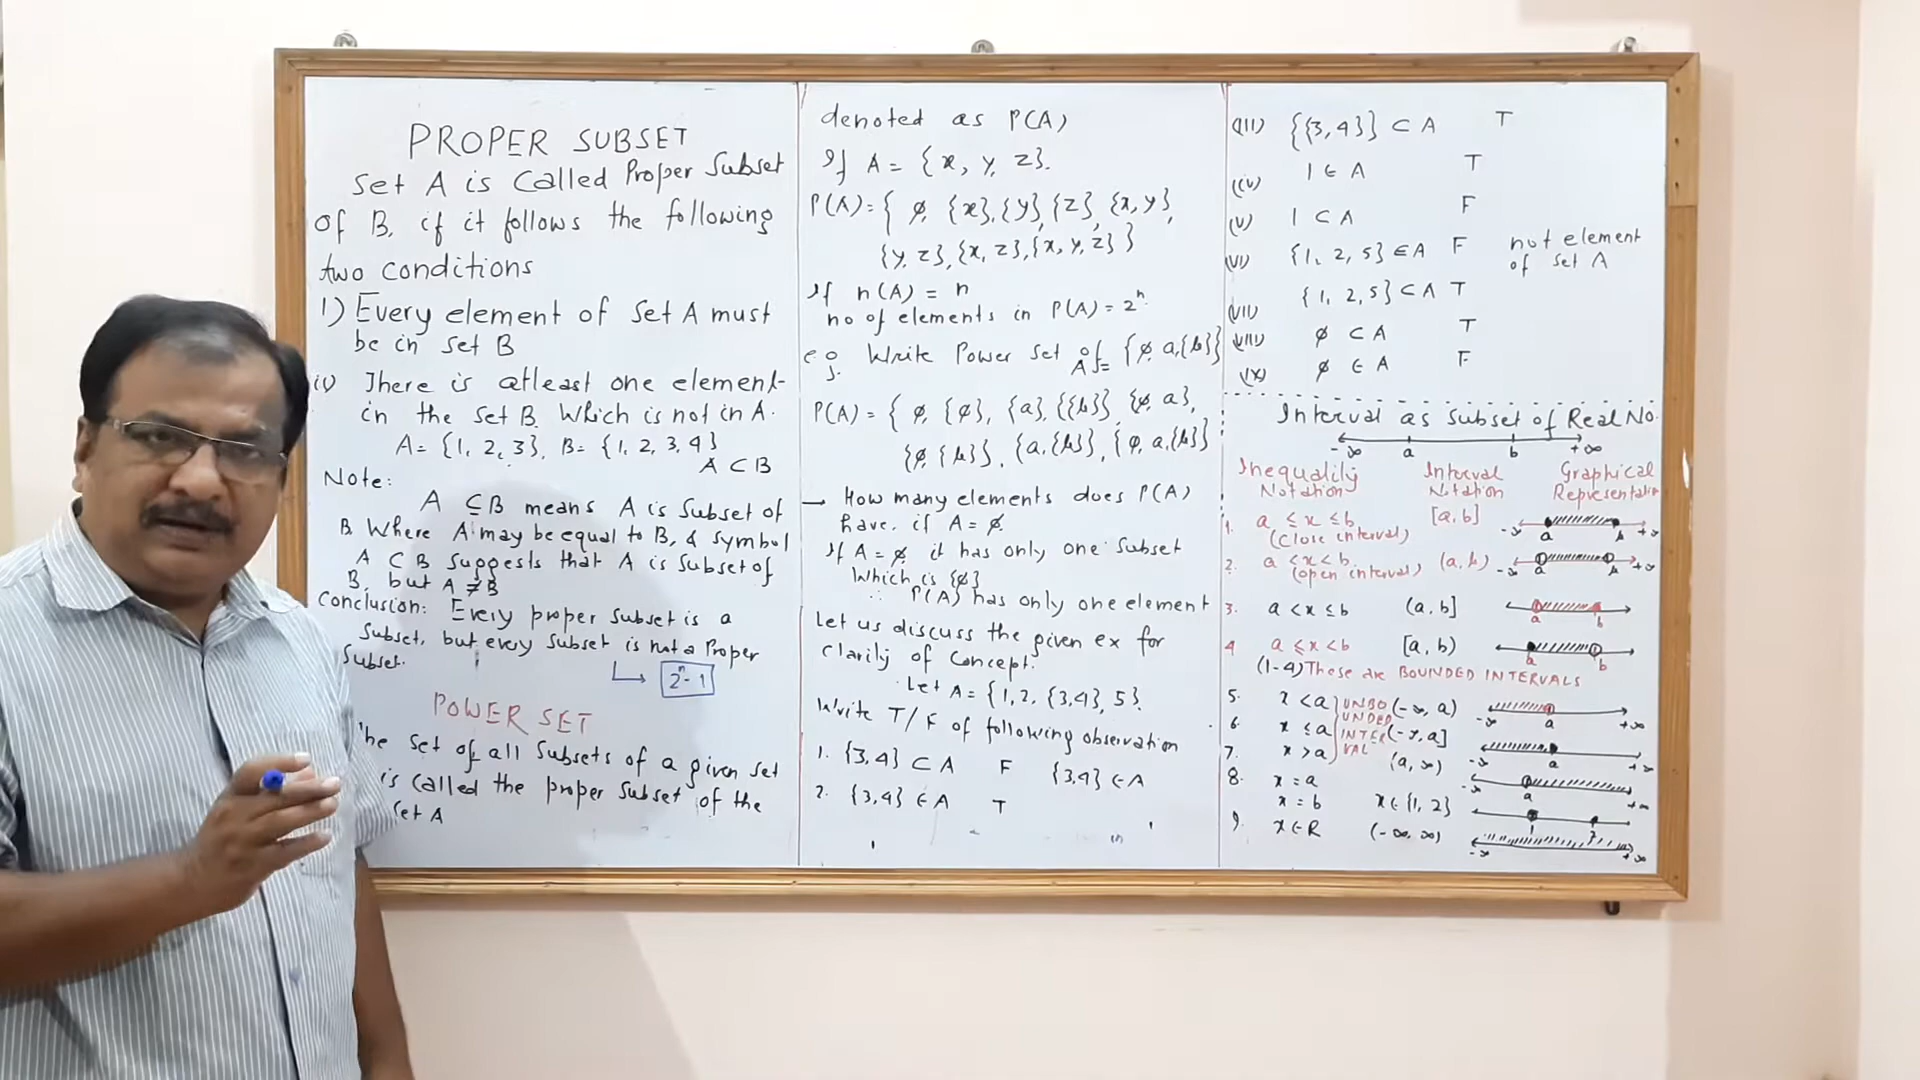 PROPER SUBSET
Set A is called Proper Subset
of B, if it follows the following
two conditions
1) Every element of Set A must
be in Set B
There is atleast one element
in the Set B. Which is not in A.
A = {1, 2, 3}, B = {1, 2, 3, 4}
A ⊂ B
Note:
A ⊆ B means A is Subset of
B Where A may be equal to B, & symbol
A ⊂ B suggests that A is Subset of
B, but A ≠ B
Conclusion: Every proper subset is a
Subset, but every subset is not a Proper
Subset.
2ⁿ-1
POWER SET
The Set of all Subsets of a given set
is called the proper subset of the
set A
denoted as P(A)
If A = {x, y, z}.
P(A) = { φ, {x}, {y}, {z}, {x, y},
{y, z}, {x, z}, {x, y, z} }
If n(A) = n
no of elements in P(A) = 2ⁿ.
e.g. Write Power set of A = {φ, a, {b}}
P(A) = { φ, {φ}, {a}, {{b}}, {φ, a},
{φ, {b}}, {a, {b}}, {φ, a, {b}}
→ How many elements does P(A)
have, if A = φ.
If A = φ, it has only one subset
Which is {φ}
∴ P(A) has only one element
Let us discuss the given ex for
clarity of Concept.
Let A = {1, 2, {3,4}, 5}.
Write T/F of following observation
1. {3,4} ⊂ A F {3,4} ∈ A
2. {3,4} ∈ A T
(III) {{3,4}} ⊂ A T
(iv) 1 ∈ A T
(v) 1 ⊂ A F
(vi) {1, 2, 5} ∈ A F not element
of set A
(VII) {1, 2, 5} ⊂ A T
(VIII) φ ⊂ A T
(IX) φ ∈ A F
Interval as Subset of Real No.
-∞ a b +∞
Inequality Notation Interval Notation Graphical
1. a ≤ x ≤ b [a, b] -∞ a b +∞
(Close interval)
2. a < x < b (a, b) -∞ a b +∞
(open interval)
3. a < x ≤ b (a, b] a b
4 a ≤ x < b [a, b) a b
(1-4) These are BOUNDED INTERVALS
5. x < a (-∞, a) -∞ a +∞
6 x ≤ a (-∞, a] -∞ a +∞
7. x > a (a, ∞) -∞ a +∞
UNBO
UNDED
INTER
VAL
8. x = a
x = b x ∈ {1, 2}
9. x ∈ R (-∞, ∞) -∞ +∞